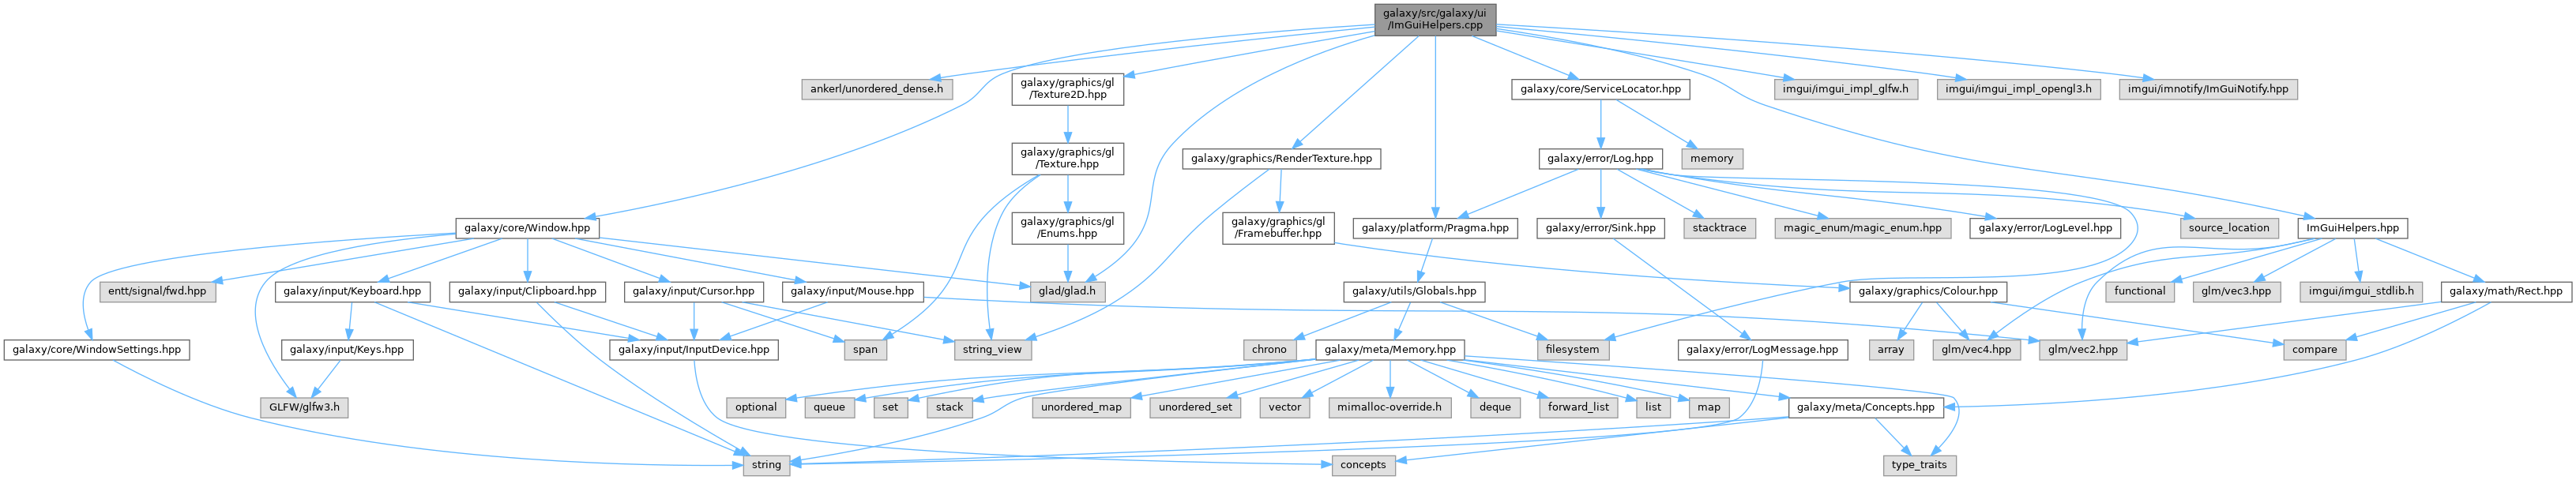 galaxy/src/galaxy/ui
/ImGuiHelpers.cpp
ankerl/unordered_dense.h
galaxy/graphics/gl
/Texture2D.hpp
galaxy/core/ServiceLocator.hpp
imgui/imgui_impl_glfw.h
imgui/imgui_impl_opengl3.h
imgui/imnotify/ImGuiNotify.hpp
galaxy/graphics/gl
/Texture.hpp
galaxy/graphics/RenderTexture.hpp
galaxy/error/Log.hpp
memory
galaxy/core/Window.hpp
galaxy/graphics/gl
/Enums.hpp
galaxy/graphics/gl
/Framebuffer.hpp
galaxy/platform/Pragma.hpp
galaxy/error/Sink.hpp
stacktrace
magic_enum/magic_enum.hpp
galaxy/error/LogLevel.hpp
source_location
ImGuiHelpers.hpp
entt/signal/fwd.hpp
galaxy/input/Keyboard.hpp
galaxy/input/Clipboard.hpp
galaxy/input/Cursor.hpp
galaxy/input/Mouse.hpp
glad/glad.h
galaxy/utils/Globals.hpp
galaxy/graphics/Colour.hpp
functional
glm/vec3.hpp
imgui/imgui_stdlib.h
galaxy/math/Rect.hpp
galaxy/core/WindowSettings.hpp
galaxy/input/Keys.hpp
galaxy/input/InputDevice.hpp
span
string_view
chrono
galaxy/meta/Memory.hpp
filesystem
galaxy/error/LogMessage.hpp
array
glm/vec4.hpp
glm/vec2.hpp
compare
GLFW/glfw3.h
optional
queue
set
stack
unordered_map
unordered_set
vector
mimalloc-override.h
deque
forward_list
list
map
galaxy/meta/Concepts.hpp
string
concepts
type_traits